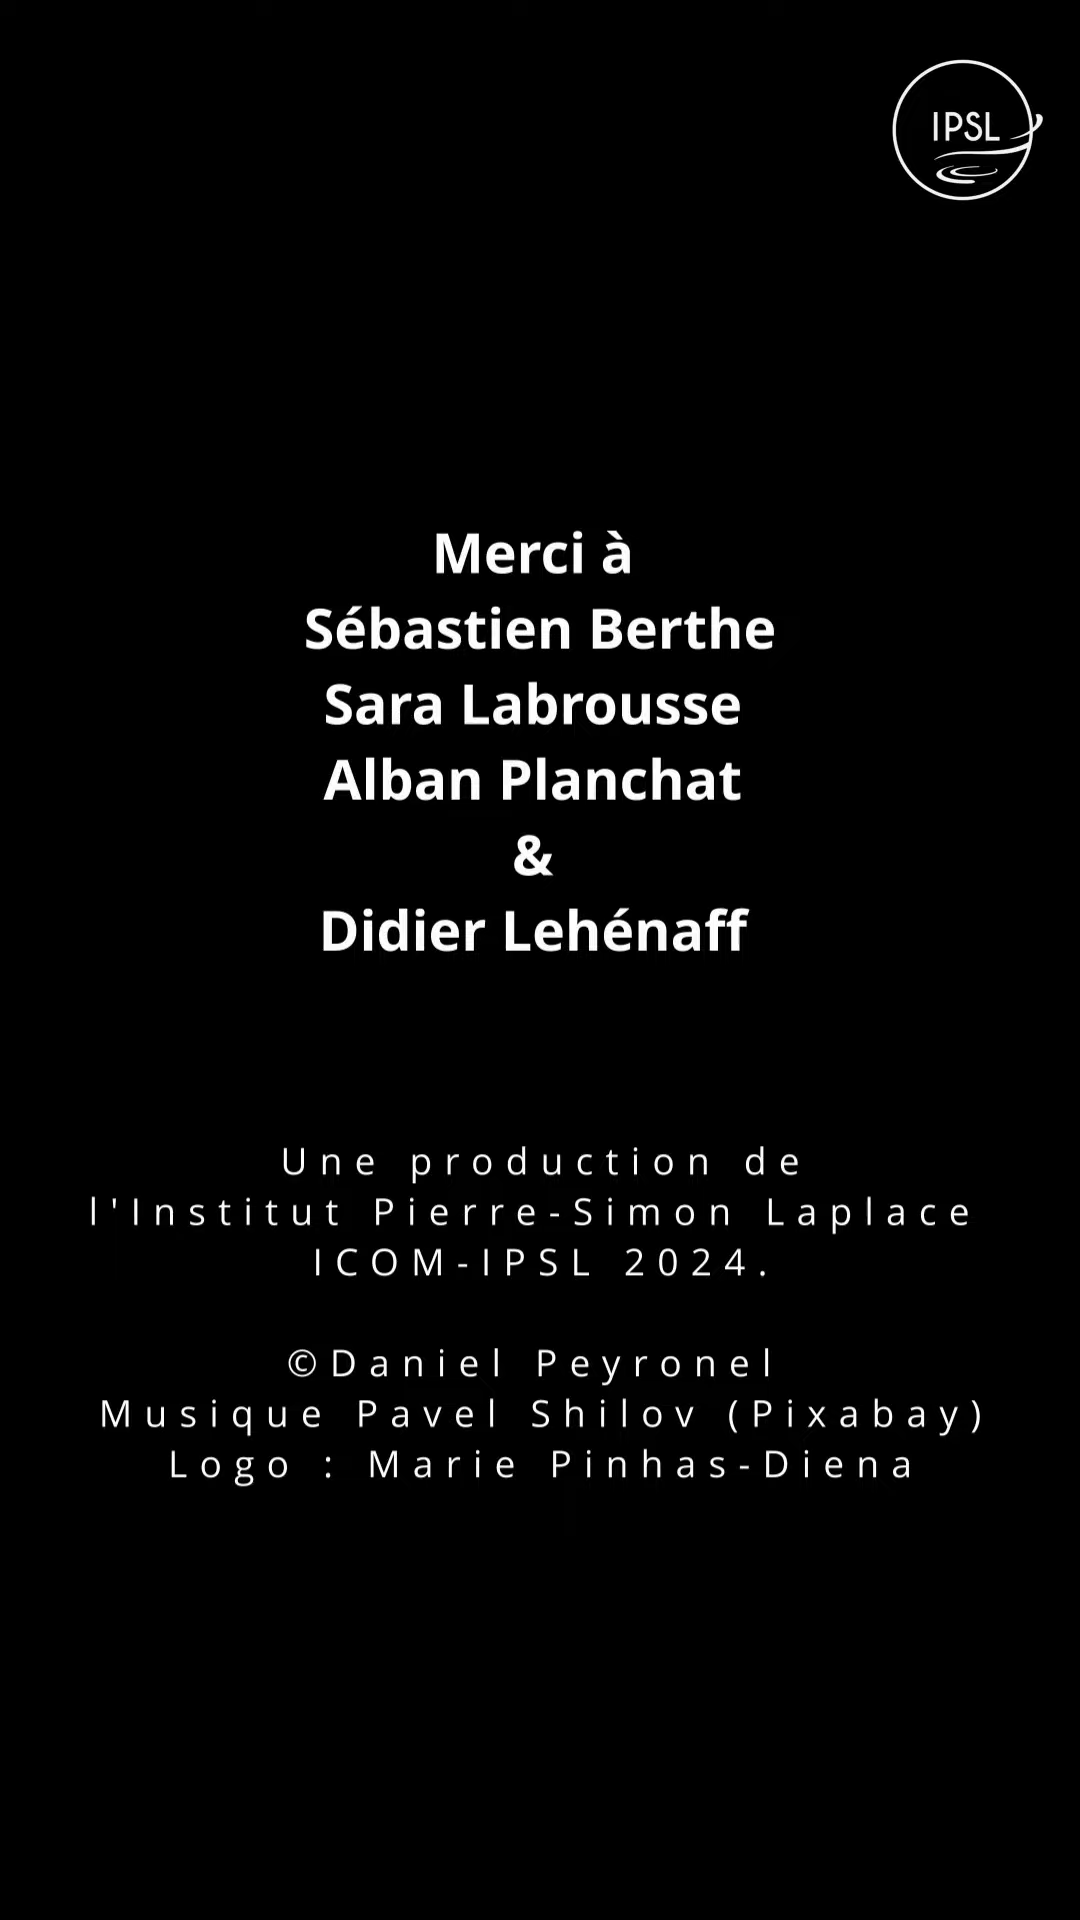 IPSL
Merci à
Sébastien Berthe
Sara Labrousse
Alban Planchat
&
Didier Lehénaff
Une production de
l'Institut Pierre-Simon Laplace
ICOM-IPSL 2024.
©Daniel Peyronel
Musique Pavel Shilov (Pixabay)
Logo : Marie Pinhas-Diena